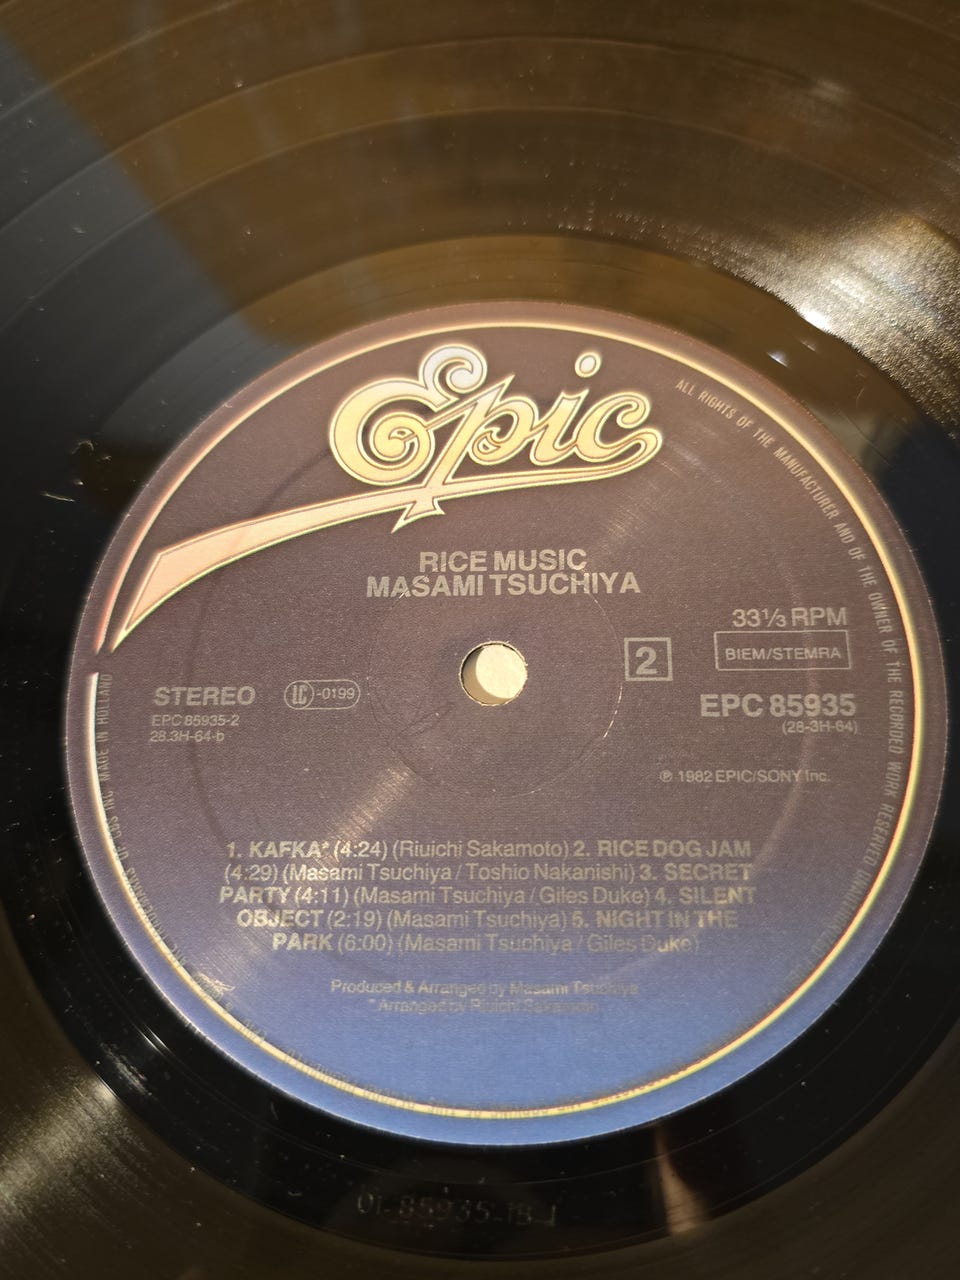 Epic
ALL RIGHTS OF THE MANUFACTURER AND OF THE OWNER OF THE RECORDED WORK RESERVED
RICE MUSIC
MASAMI TSUCHIYA
33⅓ RPM
BIEM/STEMRA
2
STEREO
LC-0199
EPC 85935
EPC 85935-2
(28-3H-64)
28.3H-64-b
℗ 1982 EPIC/SONY Inc.
1. KAFKA* (4:24) (Riuichi Sakamoto) 2. RICE DOG JAM
(4:29) (Masami Tsuchiya / Toshio Nakanishi) 3. SECRET
PARTY (4:11) (Masami Tsuchiya / Giles Duke) 4. SILENT
OBJECT (2:19) (Masami Tsuchiya) 5. NIGHT IN THE
PARK (6:00) (Masami Tsuchiya / Giles Duke)
Produced & Arranged by Masami Tsuchiya
*Arranged by Riuichi Sakamoto
MADE IN HOLLAND
01-85935-1B-1